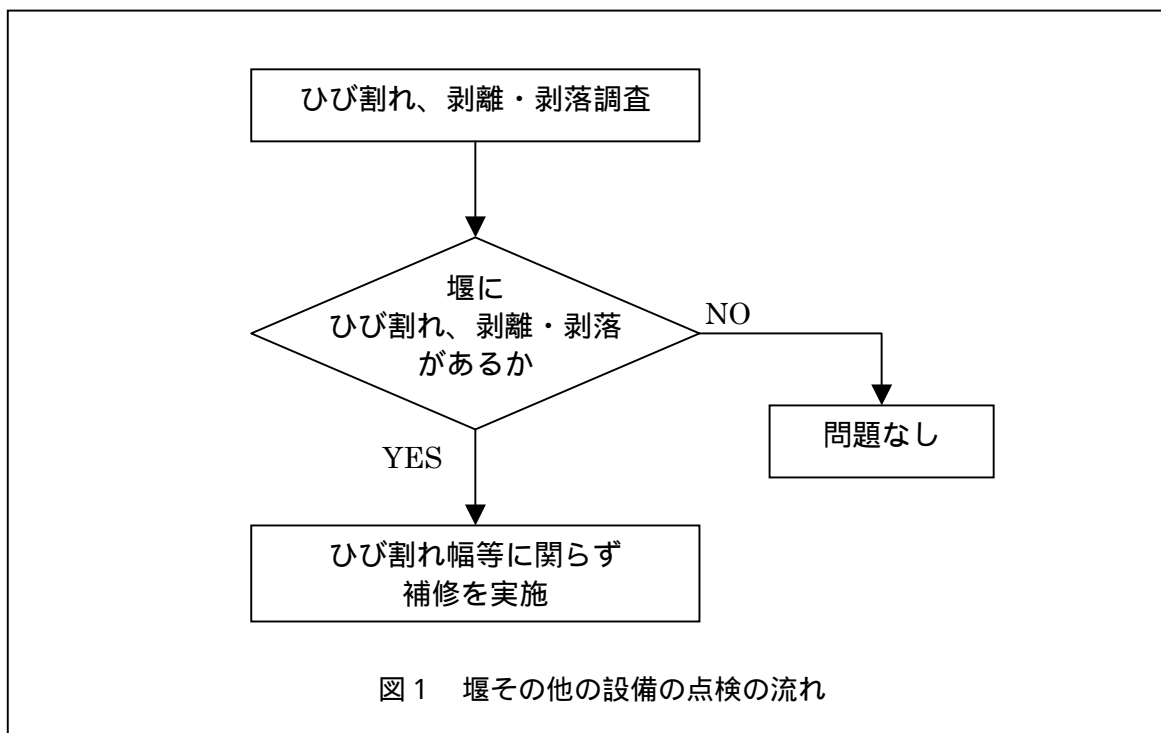 ひび割れ、剥離・剥落調査
堰に
ひび割れ、剥離・剥落
があるか
NO
問題なし
YES
ひび割れ幅等に関らず
補修を実施
図1 堰その他の設備の点検の流れ